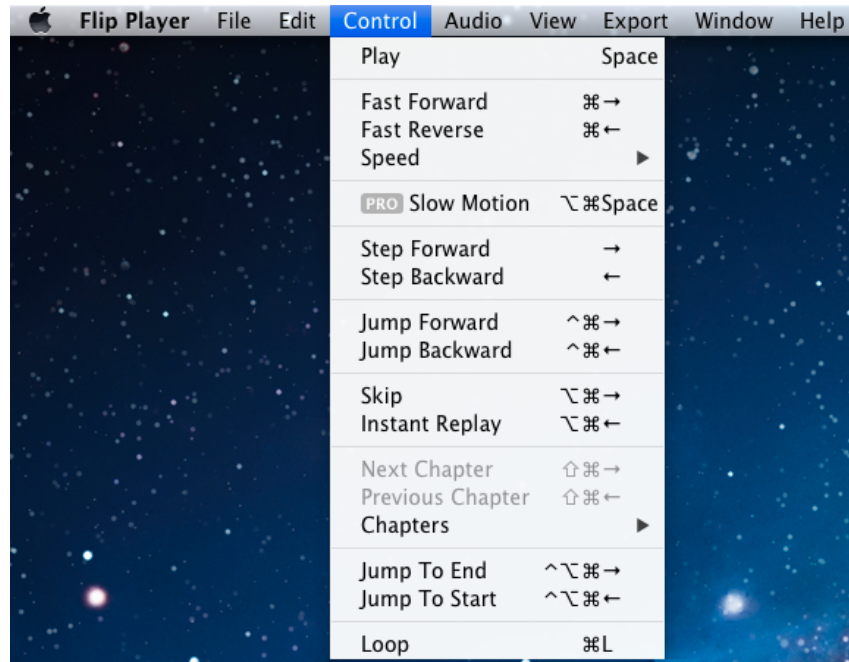 Flip Player File Edit Control Audio View Export Window Help
Play Space
Fast Forward ⌘→
Fast Reverse ⌘←
Speed ▶
PRO Slow Motion ⌥⌘Space
Step Forward →
Step Backward ←
Jump Forward ^⌘→
Jump Backward ^⌘←
Skip ⌥⌘→
Instant Replay ⌥⌘←
Next Chapter ⇧⌘→
Previous Chapter ⇧⌘←
Chapters ▶
Jump To End ^⌥⌘→
Jump To Start ^⌥⌘←
Loop ⌘L